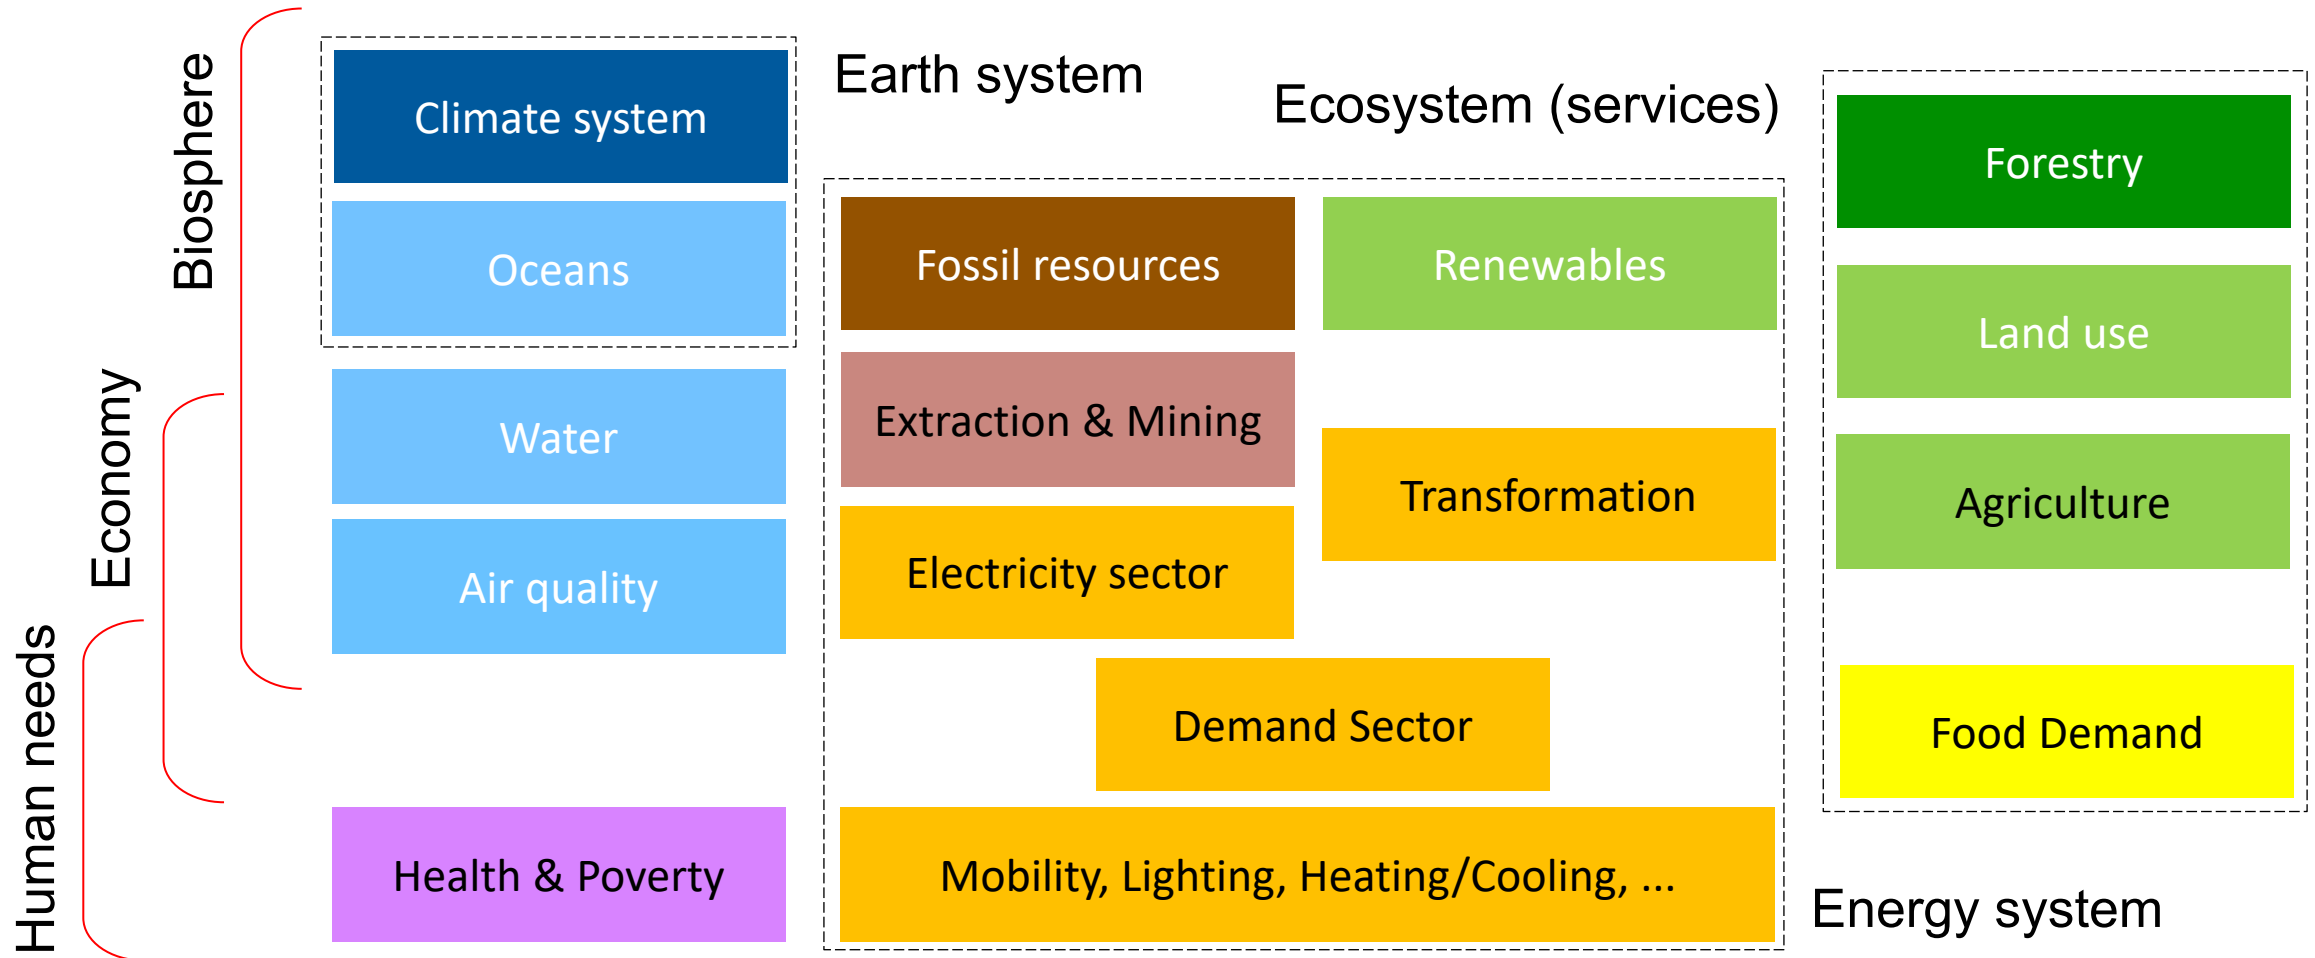 Biosphere
Economy
Human needs
Climate system
Oceans
Water
Air quality
Health & Poverty
Earth system
Ecosystem (services)
Fossil resources
Renewables
Extraction & Mining
Transformation
Electricity sector
Demand Sector
Mobility, Lighting, Heating/Cooling, ...
Forestry
Land use
Agriculture
Food Demand
Energy system